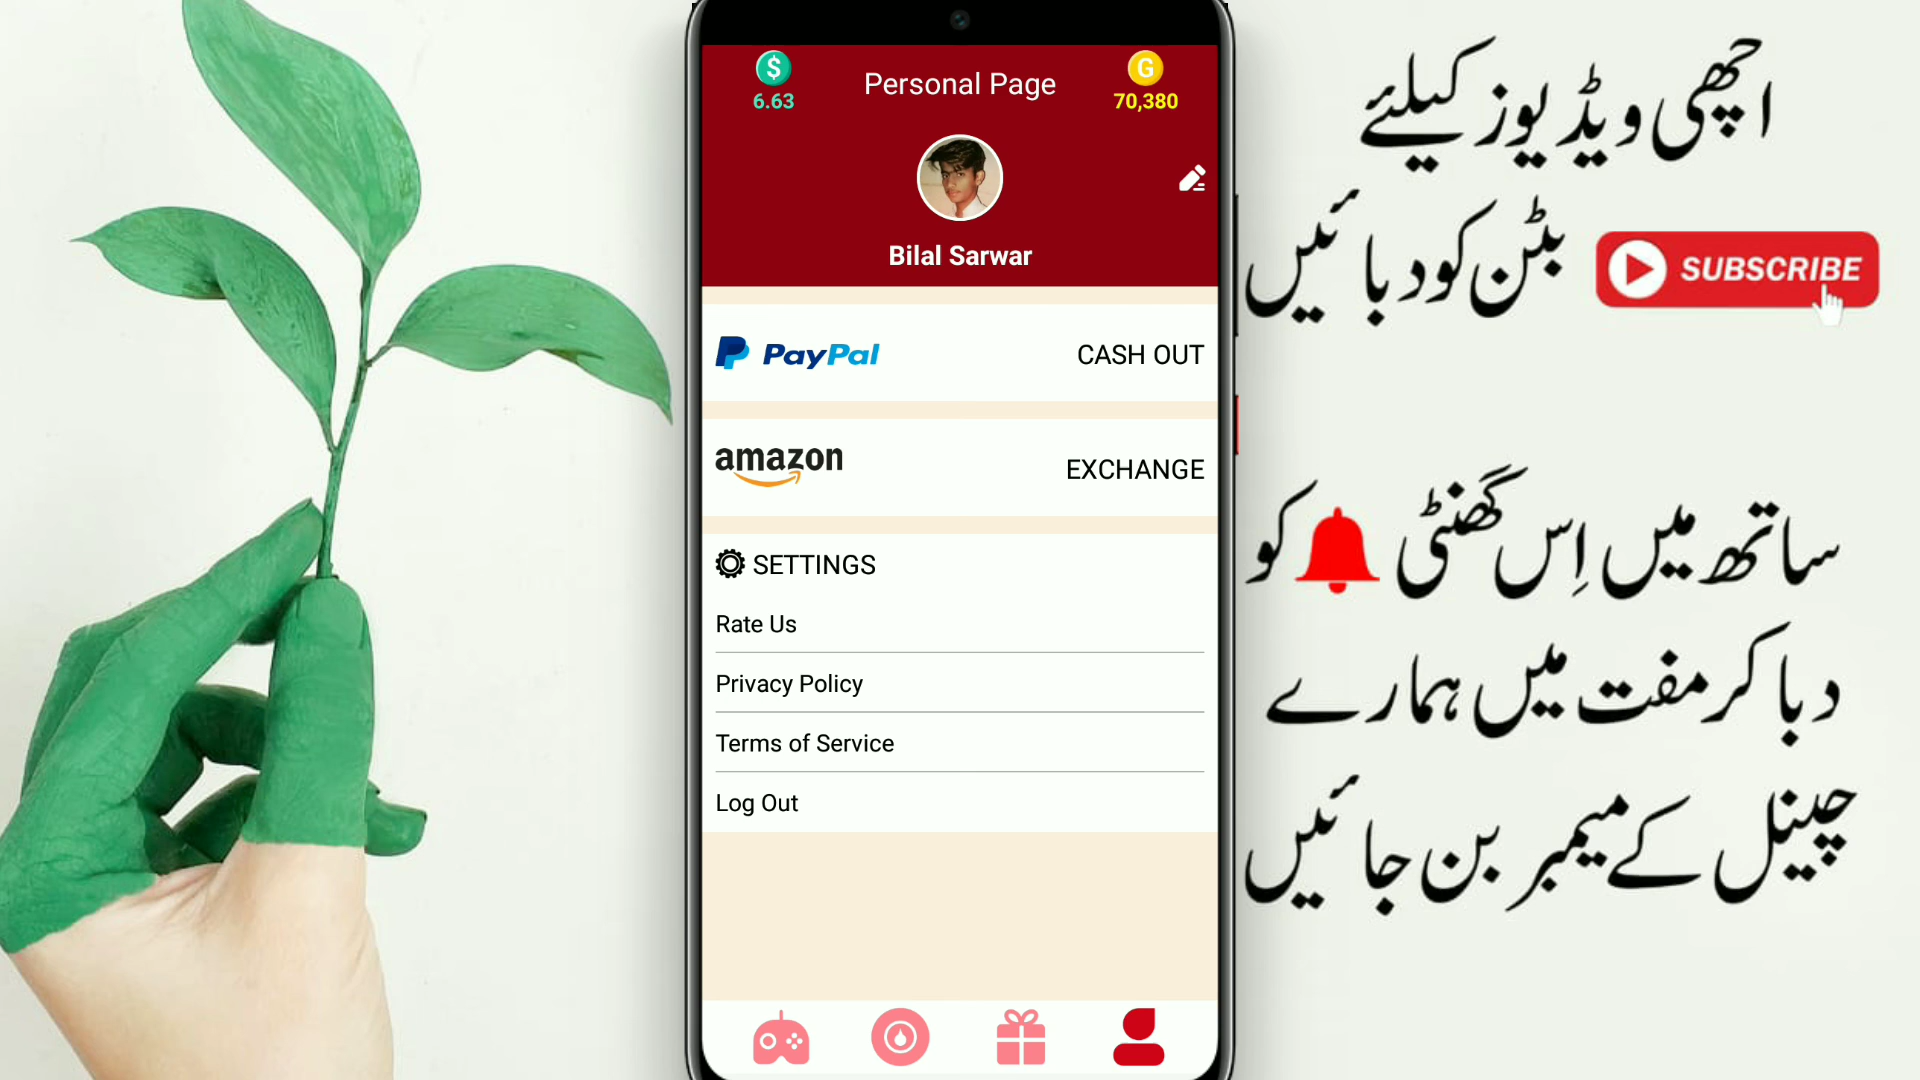 $
6.63
Personal Page
G
70,380
Bilal Sarwar
PayPal
CASH OUT
amazon
EXCHANGE
SETTINGS
Rate Us
Privacy Policy
Terms of Service
Log Out
اچھی ویڈیوز کیلئے
بٹن کو دبائیں
SUBSCRIBE
ساتھ میں اِس گھنٹی کو
دبا کر مفت میں ہمارے
چینل کے میمبر بن جائیں